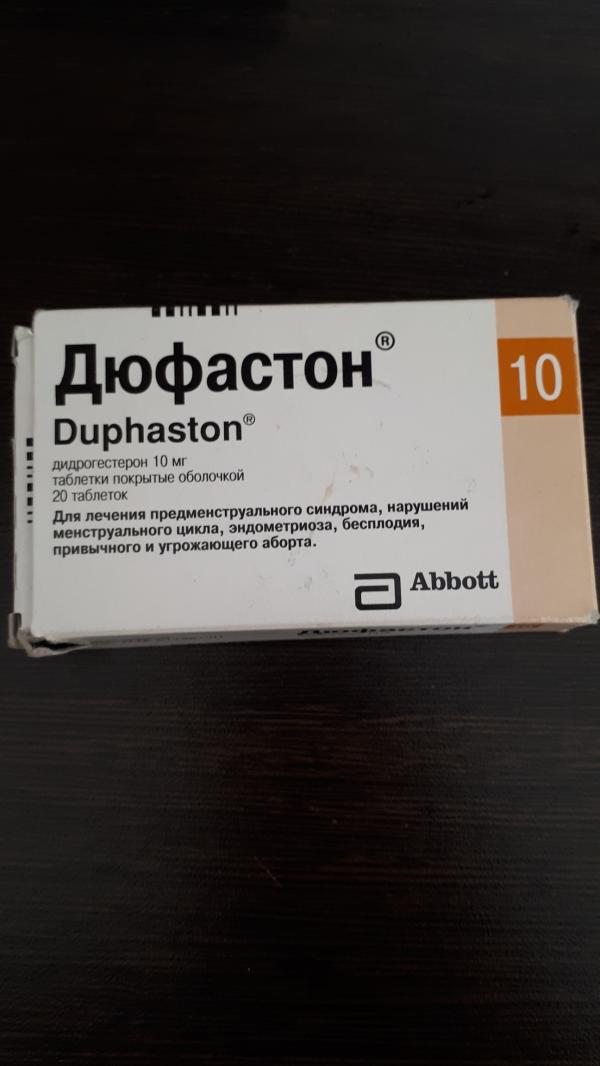 Дюфастон®
10
Duphaston®
дидрогестерон 10 мг
таблетки покрытые оболочкой
20 таблеток
Для лечения предменструального синдрома, нарушений
менструального цикла, эндометриоза, бесплодия,
привычного и угрожающего аборта.
Abbott
Дюфастон